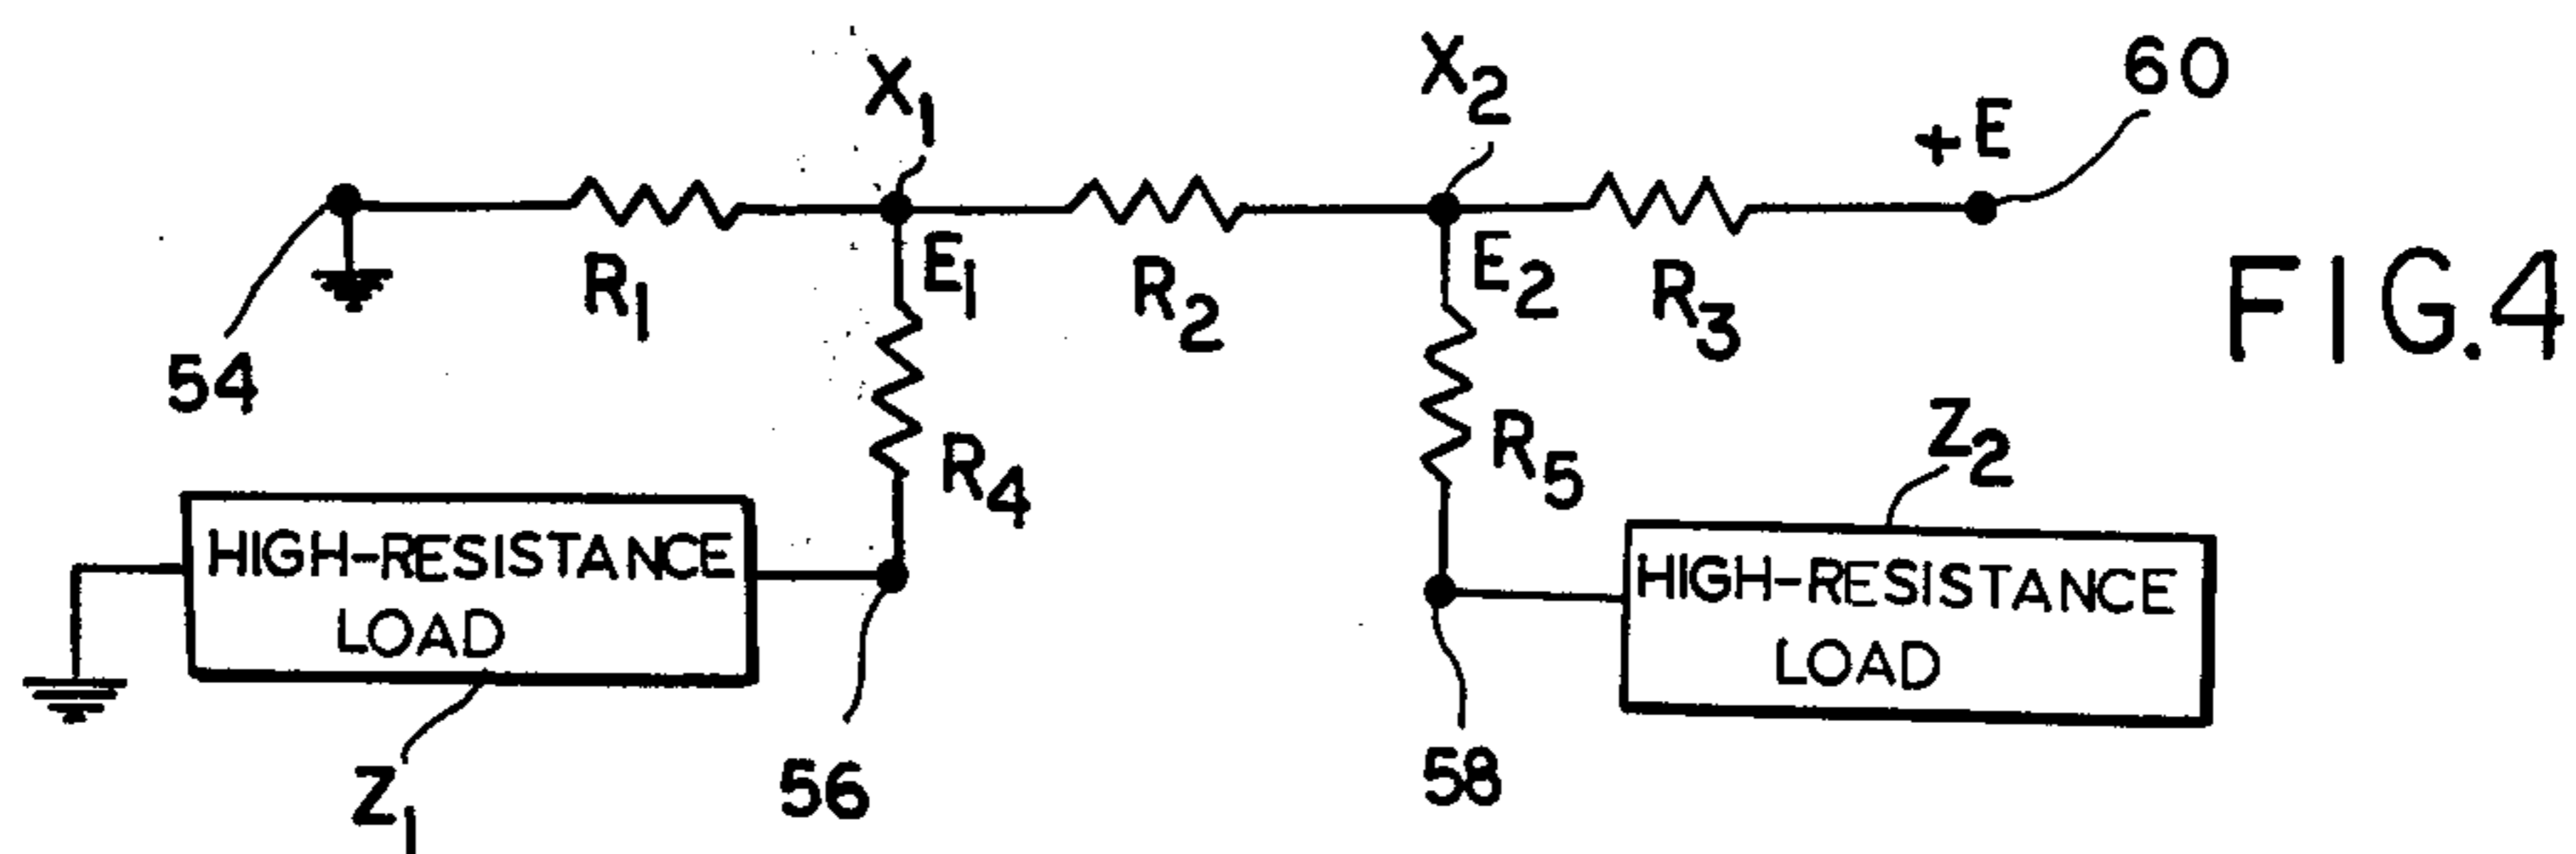 X1
X2
60
+E
E1
E2
R1
R2
R3
FIG.4
54
R4
R5
Z2
HIGH-RESISTANCE
LOAD
HIGH-RESISTANCE
LOAD
Z1
56
58